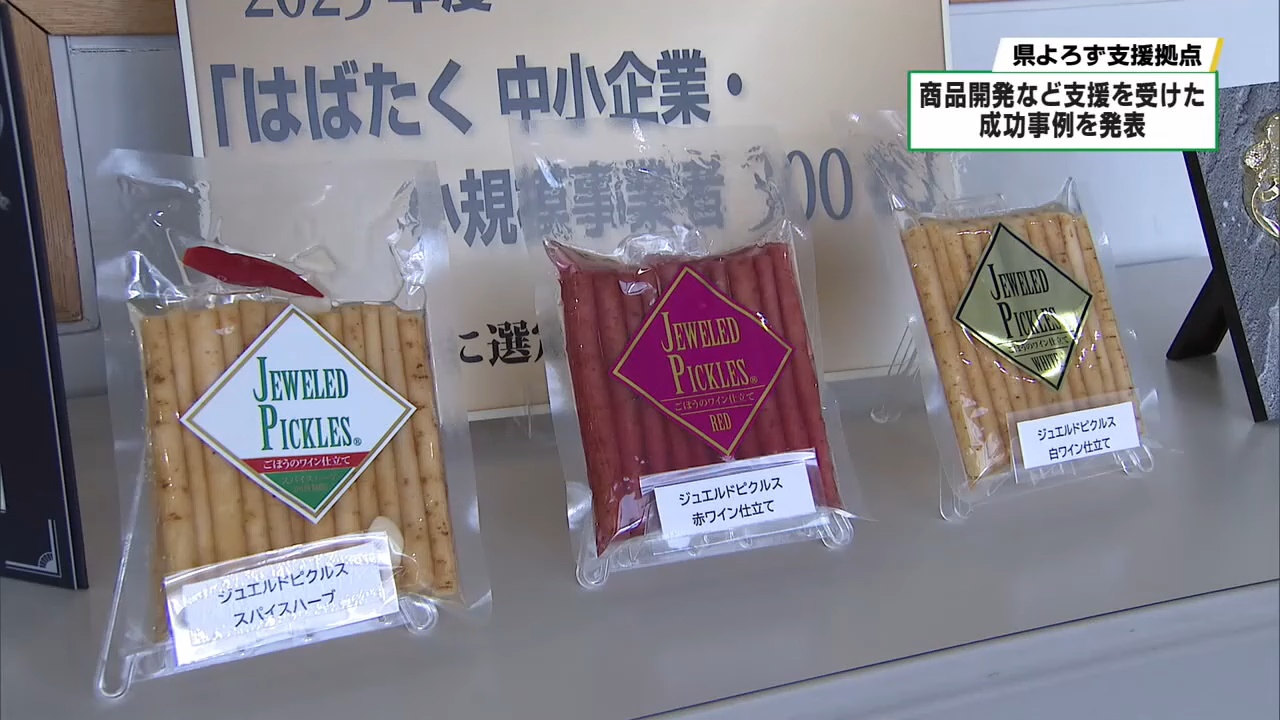 県よろず支援拠点
商品開発など支援を受けた
成功事例を発表
「はばたく 中小企業・
小規模事業者 300
に選
JEWELED
PICKLES®
ごぼうのワイン仕立て
ジュエルドピクルス
スパイスハーブ
JEWELED
PICKLES®
ごぼうのワイン仕立て
RED
ジュエルドピクルス
赤ワイン仕立て
JEWELED
PICKLES
ごぼうのワイン仕立て
WHITE
ジュエルドピクルス
白ワイン仕立て